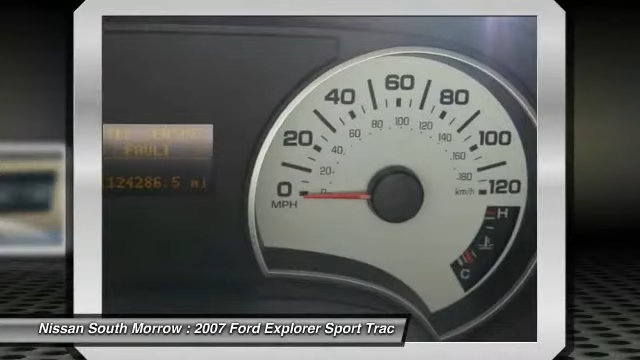 FAULT
124286.5 mi
0 20 40 60 80 100 120
MPH
0 20 40 60 80 100 120 140 160 180
km/h
H
C
Nissan South Morrow : 2007 Ford Explorer Sport Trac